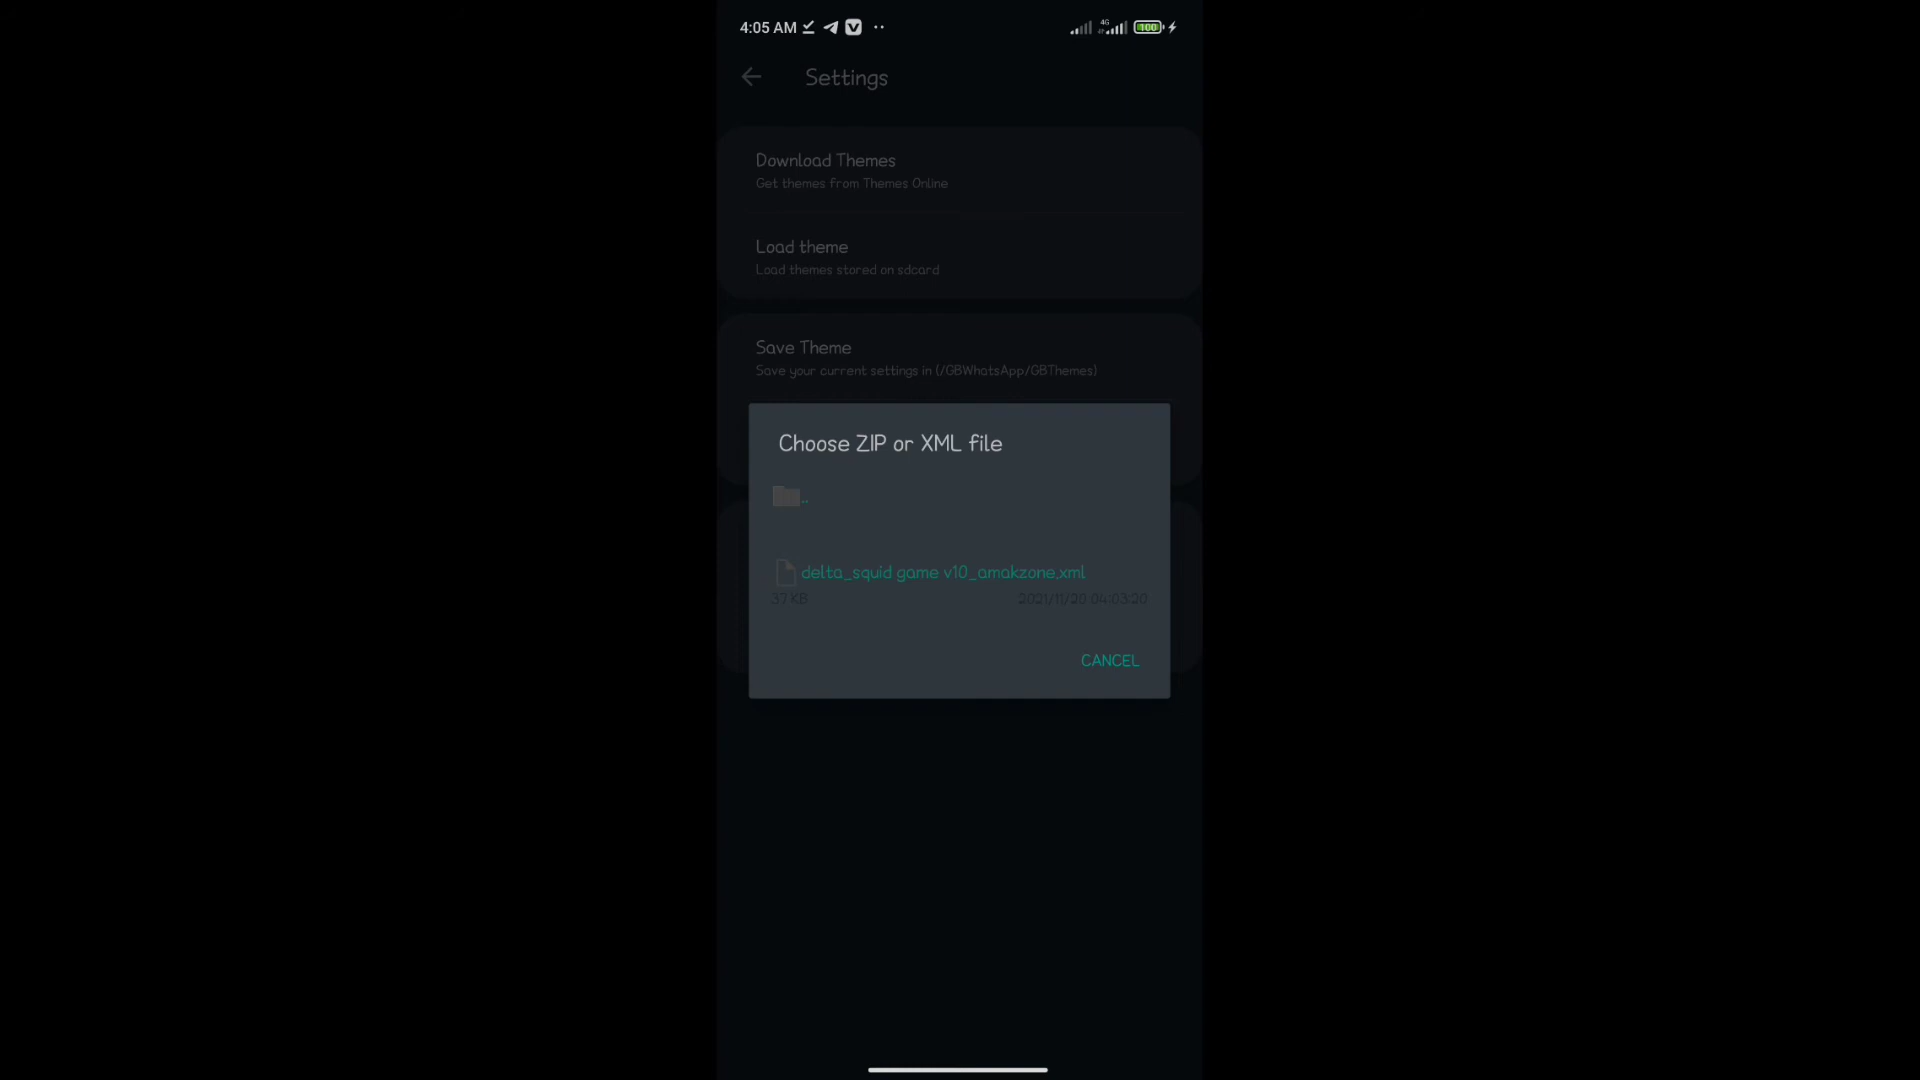 4:05 AM
4G
100
Settings
Download Themes
Get themes from Themes Online
Load theme
Load themes stored on sdcard
Save Theme
Save your current settings in (/GBWhatsApp/GBThemes)
Choose ZIP or XML file
..
delta_squid game v10_amakzone.xml
37 KB
2021/11/20 04:03:20
CANCEL